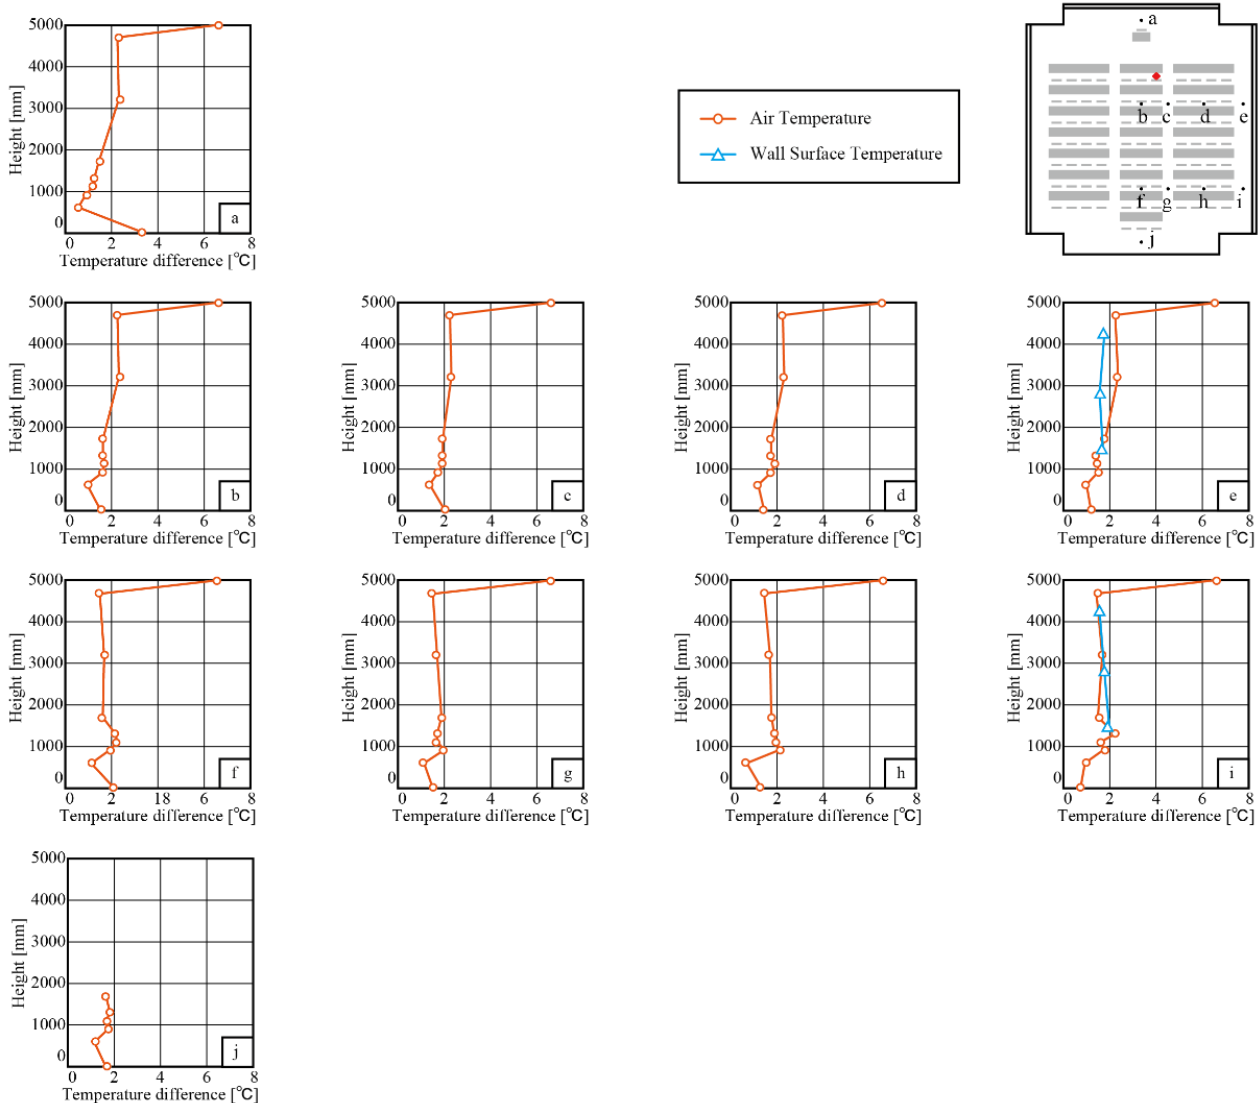 5000
4000
3000
2000
1000
0
Height [mm]
a
0 2 4 6 8
Temperature difference [℃]
Air Temperature
Wall Surface Temperature
a
b c d e
f g h i
j
5000
4000
3000
2000
1000
0
Height [mm]
b
0 2 4 6 8
Temperature difference [℃]
5000
4000
3000
2000
1000
0
Height [mm]
c
0 2 4 6 8
Temperature difference [℃]
5000
4000
3000
2000
1000
0
Height [mm]
d
0 2 4 6 8
Temperature difference [℃]
5000
4000
3000
2000
1000
0
Height [mm]
e
0 2 4 6 8
Temperature difference [℃]
5000
4000
3000
2000
1000
0
Height [mm]
f
0 2 18 6 8
Temperature difference [℃]
5000
4000
3000
2000
1000
0
Height [mm]
g
0 2 4 6 8
Temperature difference [℃]
5000
4000
3000
2000
1000
0
Height [mm]
h
0 2 4 6 8
Temperature difference [℃]
5000
4000
3000
2000
1000
0
Height [mm]
i
0 2 4 6 8
Temperature difference [℃]
5000
4000
3000
2000
1000
0
Height [mm]
j
0 2 4 6 8
Temperature difference [℃]